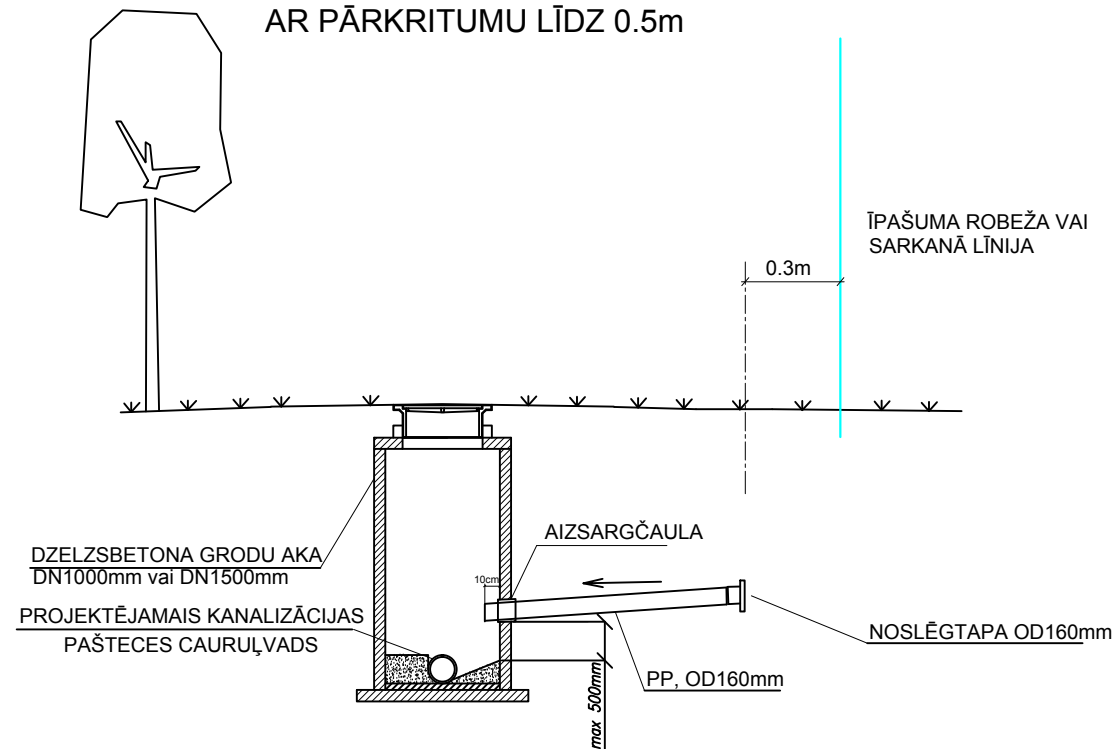 AR PĀRKRITUMU LĪDZ 0.5m
ĪPAŠUMA ROBEŽA VAI
SARKANĀ LĪNIJA
0.3m
AIZSARGČAULA
DZELZSBETONA GRODU AKA
DN1000mm vai DN1500mm
10cm
PROJEKTĒJAMAIS KANALIZĀCIJAS
PAŠTECES CAURUĻVADS
NOSLĒGTAPA OD160mm
PP, OD160mm
max 500mm